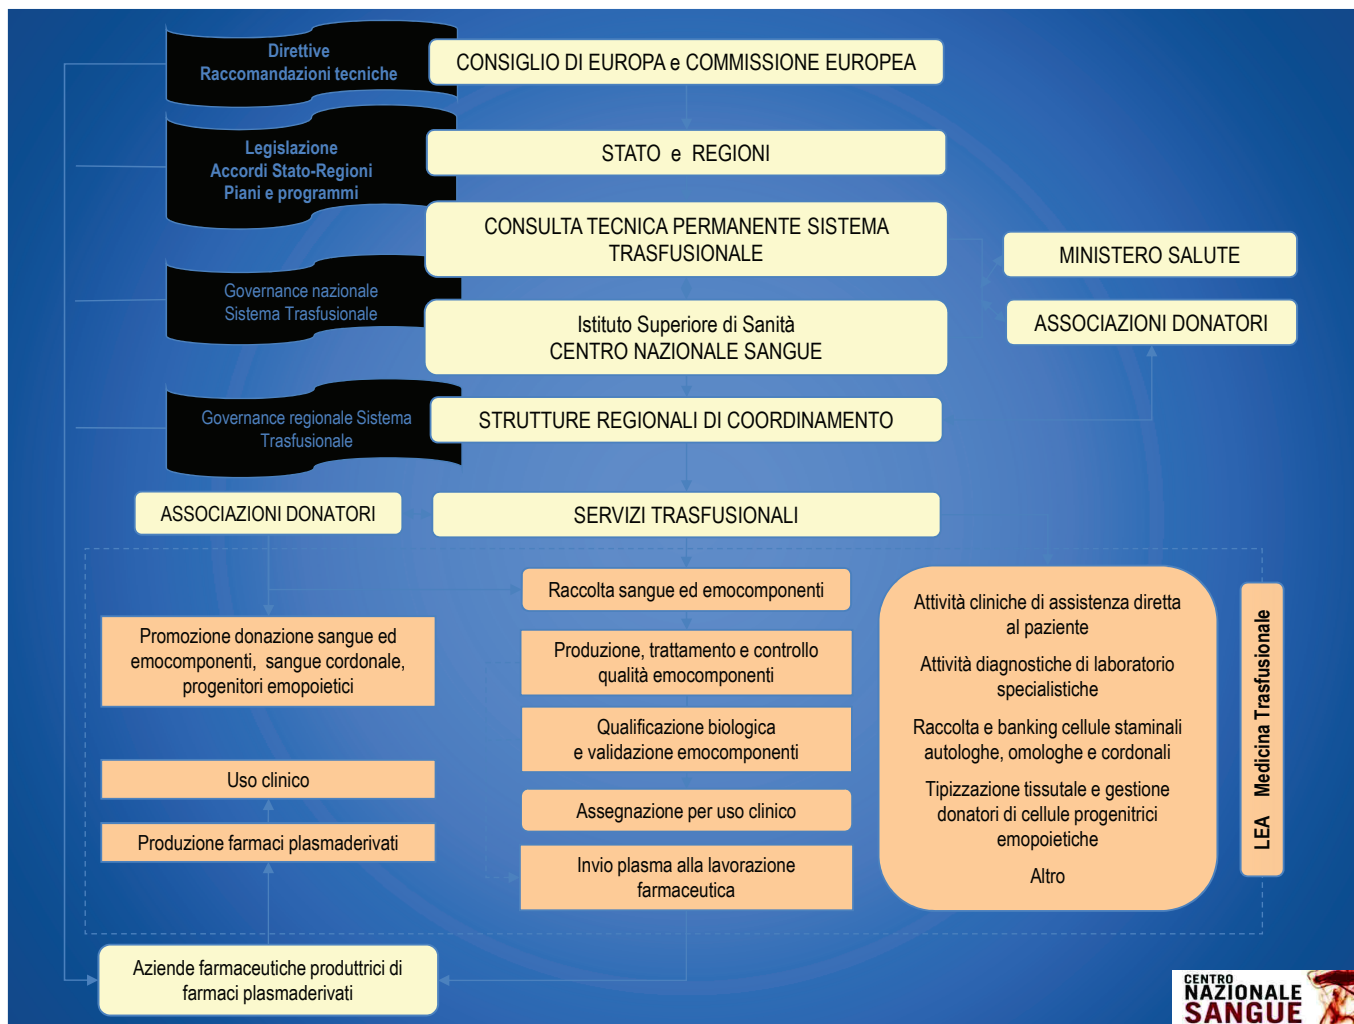 Direttive
Raccomandazioni tecniche
CONSIGLIO DI EUROPA e COMMISSIONE EUROPEA
Legislazione
Accordi Stato-Regioni
Piani e programmi
STATO e REGIONI
CONSULTA TECNICA PERMANENTE SISTEMA
TRASFUSIONALE
MINISTERO SALUTE
Governance nazionale
Sistema Trasfusionale
Istituto Superiore di Sanità
CENTRO NAZIONALE SANGUE
ASSOCIAZIONI DONATORI
Governance regionale Sistema
Trasfusionale
STRUTTURE REGIONALI DI COORDINAMENTO
ASSOCIAZIONI DONATORI
SERVIZI TRASFUSIONALI
Promozione donazione sangue ed
emocomponenti, sangue cordonale,
progenitori emopoietici
Uso clinico
Produzione farmaci plasmaderivati
Raccolta sangue ed emocomponenti
Produzione, trattamento e controllo
qualità emocomponenti
Qualificazione biologica
e validazione emocomponenti
Assegnazione per uso clinico
Invio plasma alla lavorazione
farmaceutica
Attività cliniche di assistenza diretta
al paziente
Attività diagnostiche di laboratorio
specialistiche
Raccolta e banking cellule staminali
autologhe, omologhe e cordonali
Tipizzazione tissutale e gestione
donatori di cellule progenitrici
emopoietiche
Altro
LEA Medicina Trasfusionale
Aziende farmaceutiche produttrici di
farmaci plasmaderivati
CENTRO
NAZIONALE
SANGUE